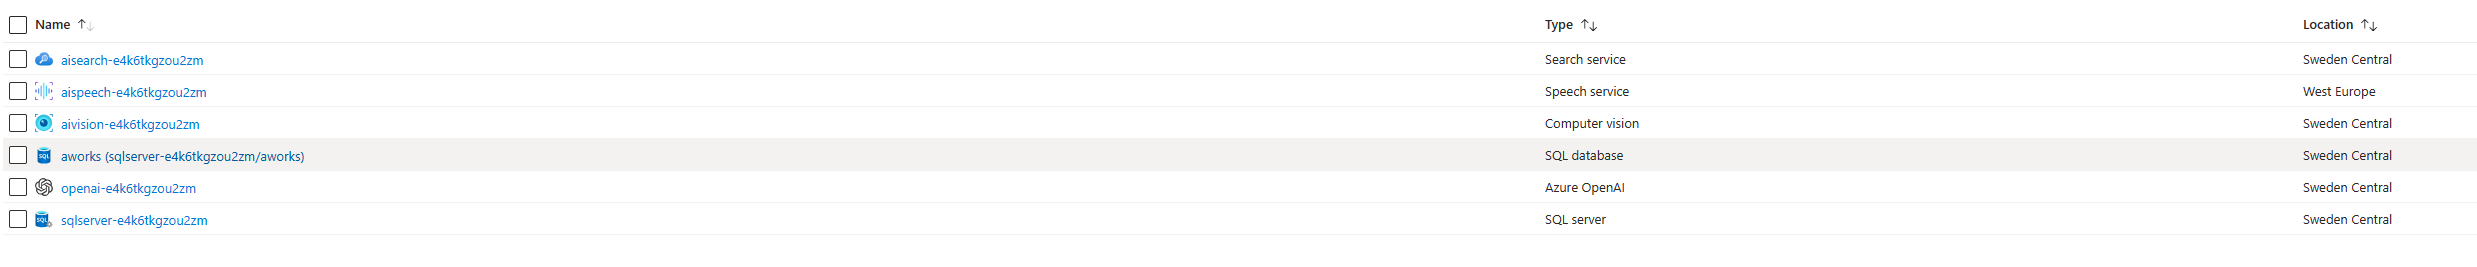 Name Type Location
aisearch-e4k6tkgzou2zm Search service Sweden Central
aispeech-e4k6tkgzou2zm Speech service West Europe
aivision-e4k6tkgzou2zm Computer vision Sweden Central
SQL aworks (sqlserver-e4k6tkgzou2zm/aworks) SQL database Sweden Central
openai-e4k6tkgzou2zm Azure OpenAI Sweden Central
SQL sqlserver-e4k6tkgzou2zm SQL server Sweden Central